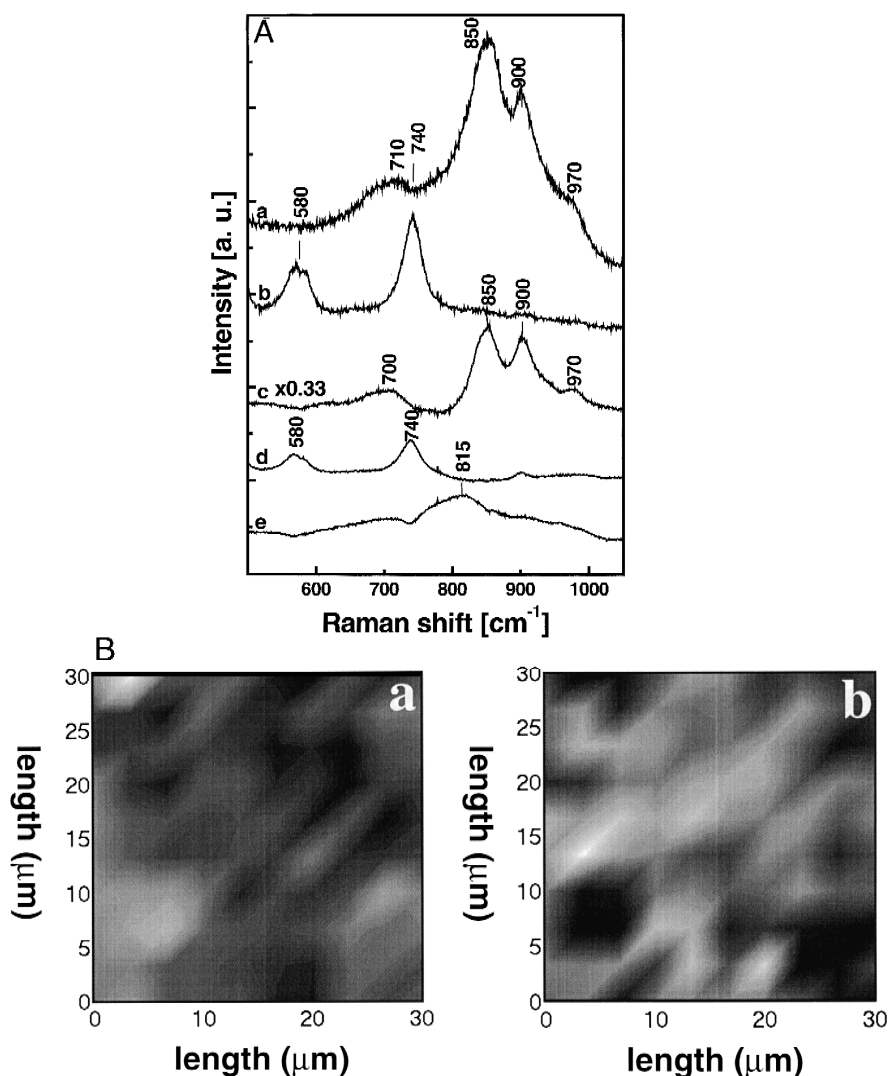 A
850
900
710
740
970
580
a
b
850
900
c x0.33
700
970
580
d
740
815
e
Intensity [a. u.]
600 700 800 900 1000
Raman shift [cm-1]
B
a
30
25
20
15
10
5
0
0 10 20 30
length (μm)
length (μm)
b
30
25
20
15
10
5
0
0 10 20 30
length (μm)
length (μm)